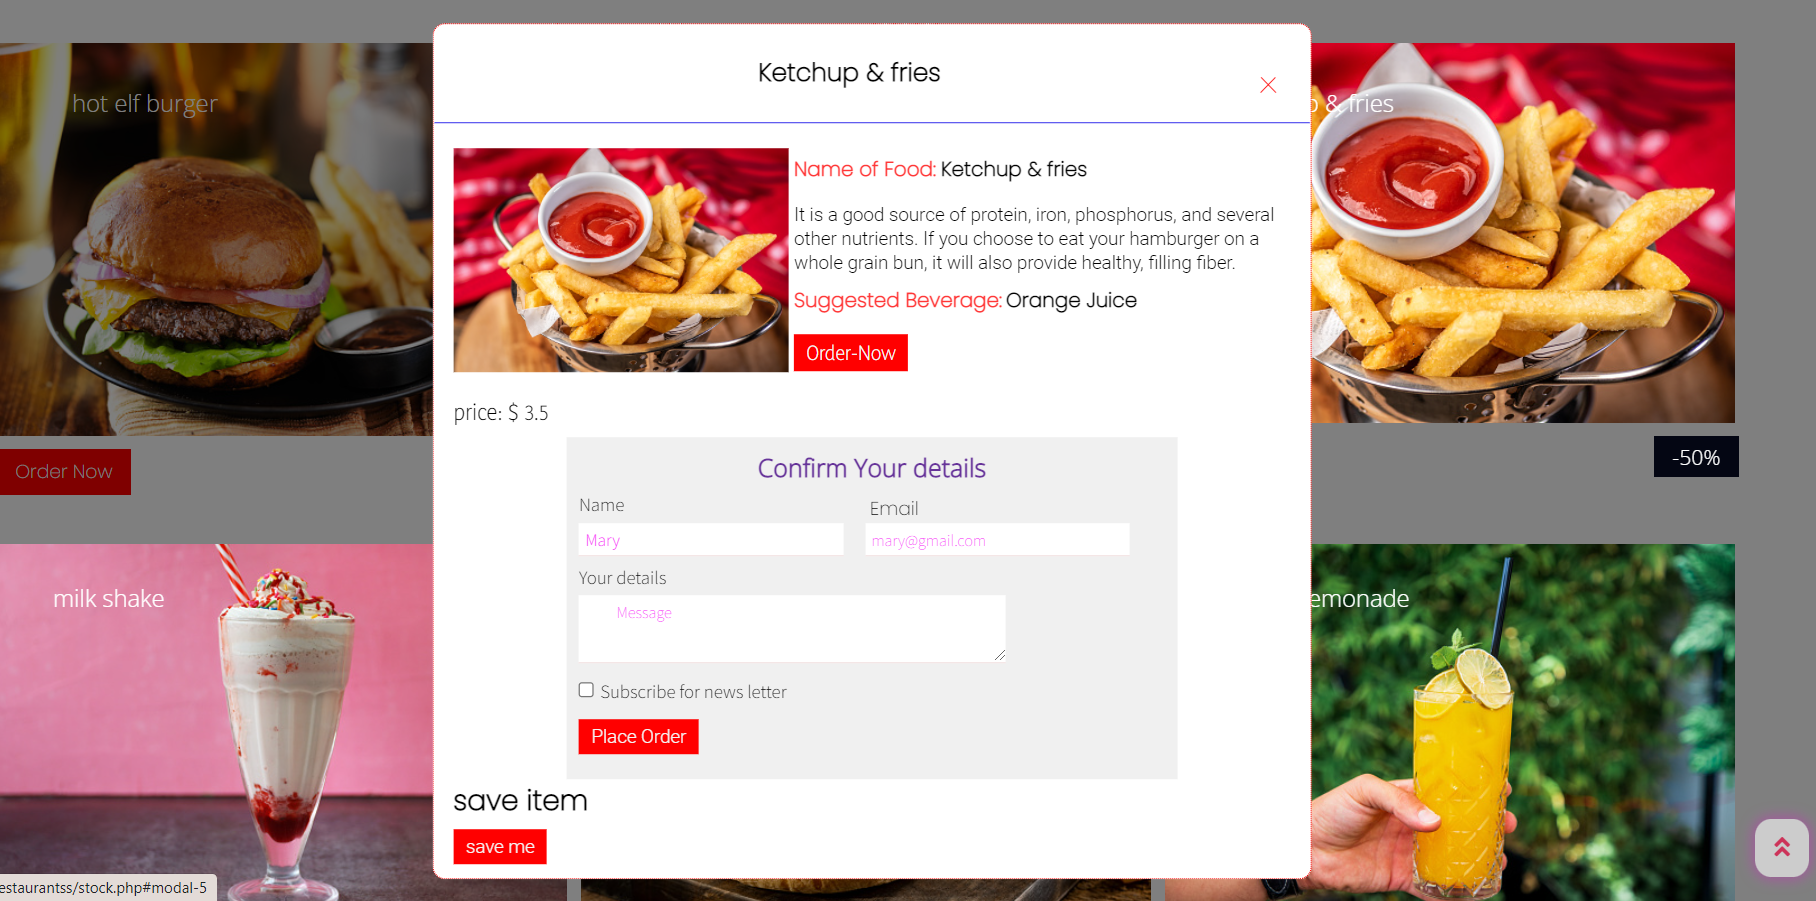 Ketchup & fries
hot elf burger
& fries
Name of Food: Ketchup & fries
It is a good source of protein, iron, phosphorus, and several
other nutrients. If you choose to eat your hamburger on a
whole grain bun, it will also provide healthy, filling fiber.
Suggested Beverage: Orange Juice
Order-Now
price: $ 3.5
Order Now
-50%
Confirm Your details
Name
Email
Mary
mary@gmail.com
Your details
Message
milk shake
emonade
Subscribe for news letter
Place Order
save item
save me
estaurantss/stock.php#modal-5